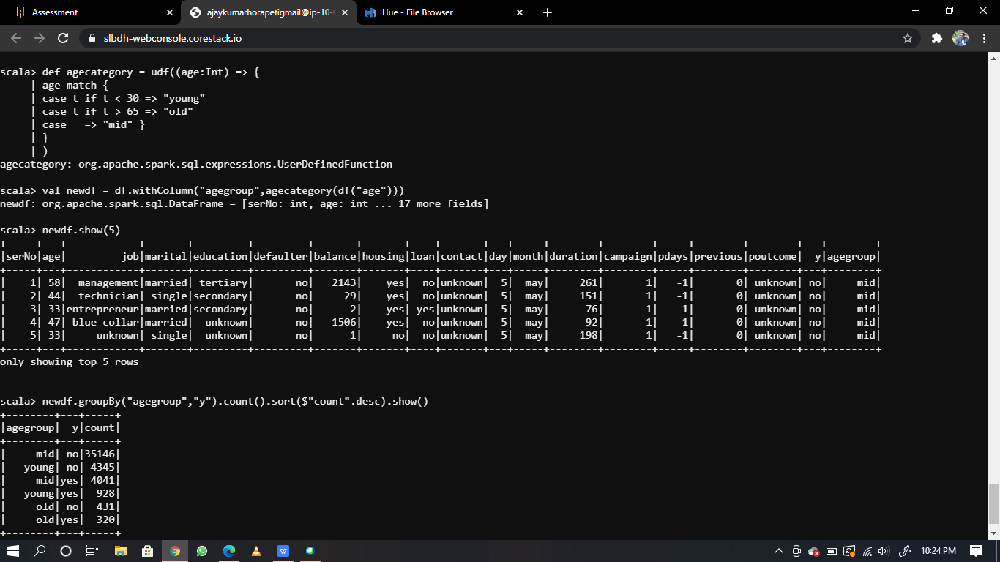 Assessment
ajaykumarhorapetigmail@ip-10-
Hue - File Browser
slbdh-webconsole.corestack.io
scala> def agecategory = udf((age:Int) => {
     | age match {
     | case t if t < 30 => "young"
     | case t if t > 65 => "old"
     | case _ => "mid" }
     | }
     | )
agecategory: org.apache.spark.sql.expressions.UserDefinedFunction
scala> val newdf = df.withColumn("agegroup",agecategory(df("age")))
newdf: org.apache.spark.sql.DataFrame = [serNo: int, age: int ... 17 more fields]
scala> newdf.show(5)
+-----+---+------------+-------+---------+---------+-------+-------+----+-------+---+-----+--------+--------+-----+--------+--------+---+--------+
|serNo|age|         job|marital|education|defaulter|balance|housing|loan|contact|day|month|duration|campaign|pdays|previous|poutcome|  y|agegroup|
+-----+---+------------+-------+---------+---------+-------+-------+----+-------+---+-----+--------+--------+-----+--------+--------+---+--------+
|    1| 58|  management|married| tertiary|       no|   2143|    yes|  no|unknown|  5|  may|     261|       1|   -1|       0| unknown| no|     mid|
|    2| 44|  technician| single|secondary|       no|     29|    yes|  no|unknown|  5|  may|     151|       1|   -1|       0| unknown| no|     mid|
|    3| 33|entrepreneur|married|secondary|       no|      2|    yes| yes|unknown|  5|  may|      76|       1|   -1|       0| unknown| no|     mid|
|    4| 47| blue-collar|married|  unknown|       no|   1506|    yes|  no|unknown|  5|  may|      92|       1|   -1|       0| unknown| no|     mid|
|    5| 33|     unknown| single|  unknown|       no|      1|     no|  no|unknown|  5|  may|     198|       1|   -1|       0| unknown| no|     mid|
+-----+---+------------+-------+---------+---------+-------+-------+----+-------+---+-----+--------+--------+-----+--------+--------+---+--------+
only showing top 5 rows
scala> newdf.groupBy("agegroup","y").count().sort($"count".desc).show()
+--------+---+-----+
|agegroup|  y|count|
+--------+---+-----+
|     mid| no|35146|
|   young| no| 4345|
|     mid|yes| 4041|
|   young|yes|  928|
|     old| no|  431|
|     old|yes|  320|
+--------+---+-----+
10:24 PM